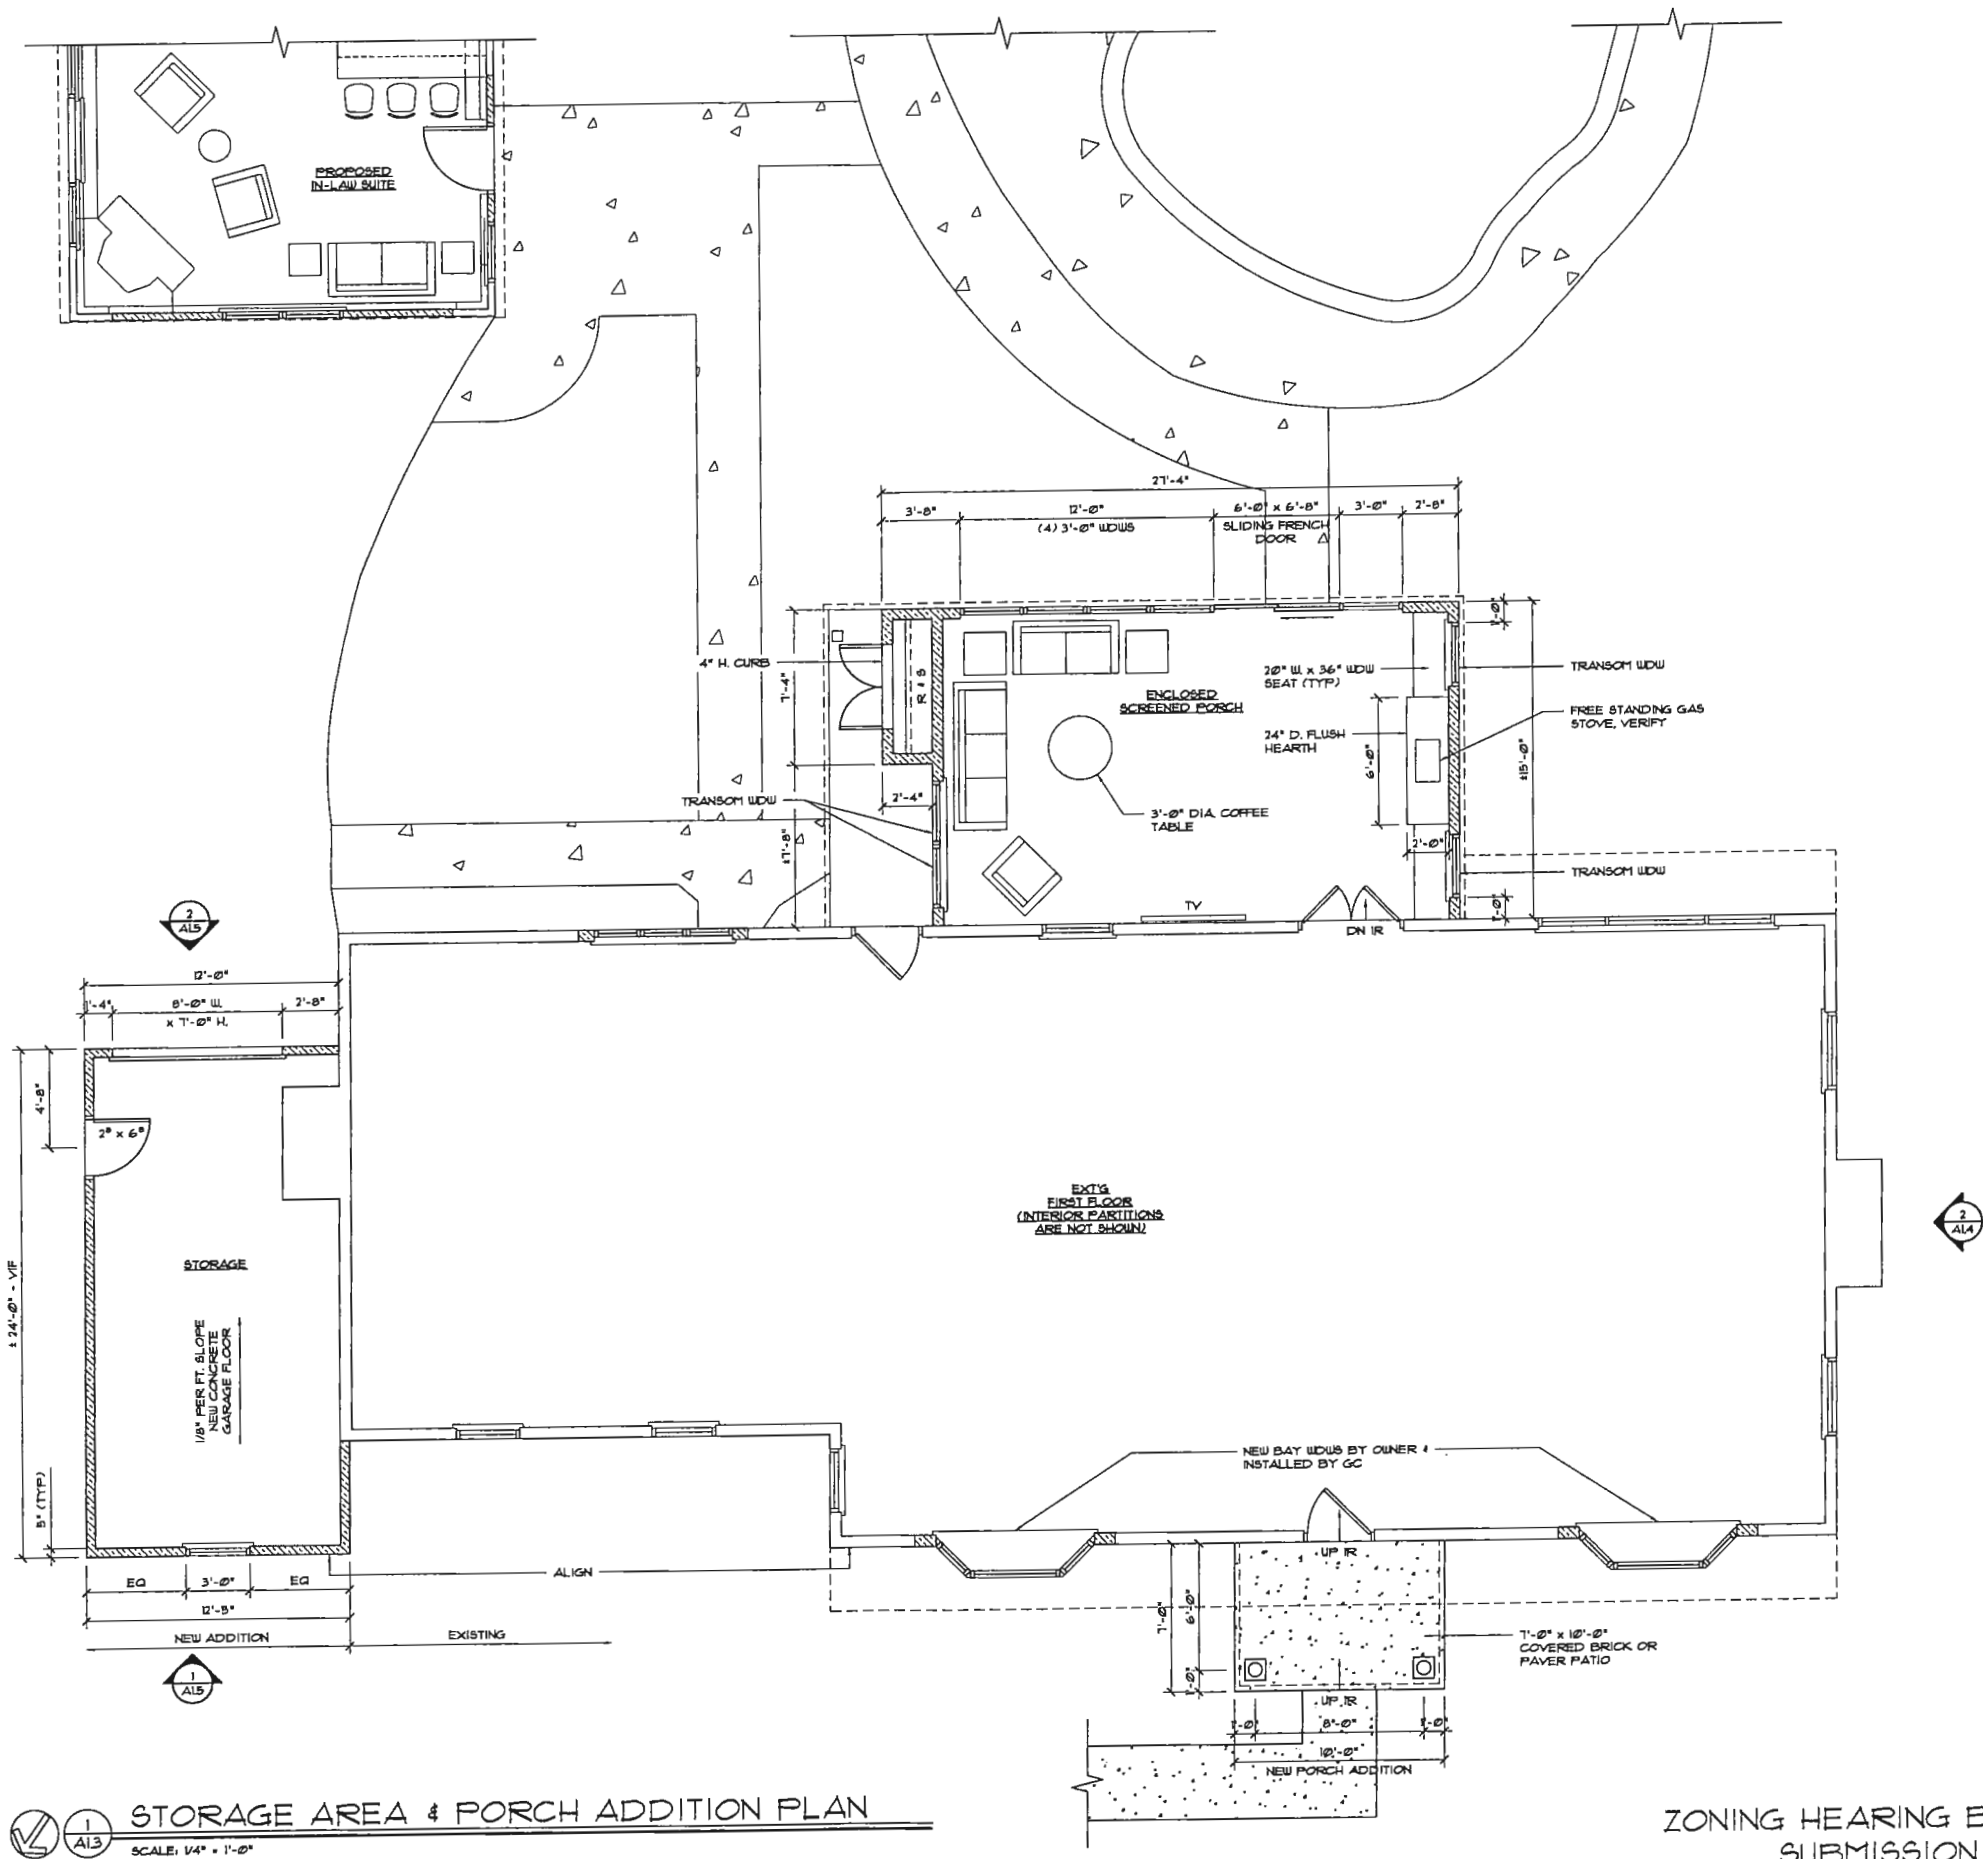 PROPOSED
IN-LAW SUITE
27'-4"
3'-8"
12'-0"
6'-0" x 6'-8"
3'-0"
2'-8"
(4) 3'-0" WDWS
SLIDING FRENCH
DOOR
1'-0"
4" H. CURB
7'-4"
R & S
20" W. x 36" WDW
SEAT (TYP)
TRANSOM WDW
ENCLOSED
SCREENED PORCH
FREE STANDING GAS
STOVE, VERIFY
24" D. FLUSH
HEARTH
6'-0"
±15'-0"
TRANSOM WDW
2'-4"
3'-0" DIA. COFFEE
TABLE
±7'-8"
2'-0"
TRANSOM WDW
1'-0"
TV
DN 1R
2
A1.5
12'-0"
1'-4"
8'-0" W.
x 7'-0" H.
2'-8"
4'-8"
2⁸ x 6⁸
EXT'G
FIRST FLOOR
(INTERIOR PARTITIONS
ARE NOT SHOWN)
2
A1.4
STORAGE
± 24'-0" - VIF
1/8" PER FT. SLOPE
NEW CONCRETE
GARAGE FLOOR
5" (TYP)
NEW BAY WDWS BY OWNER &
INSTALLED BY GC
EQ
3'-0"
EQ
ALIGN
12'-5"
NEW ADDITION
EXISTING
1
A1.5
UP 1R
7'-0"
6'-0"
1'-0"
7'-0" x 10'-0"
COVERED BRICK OR
PAVER PATIO
UP 1R
1'-0"
8'-0"
1'-0"
10'-0"
NEW PORCH ADDITION
1
A1.3
STORAGE AREA & PORCH ADDITION PLAN
SCALE: 1/4" = 1'-0"
ZONING HEARING
SUBMISSION